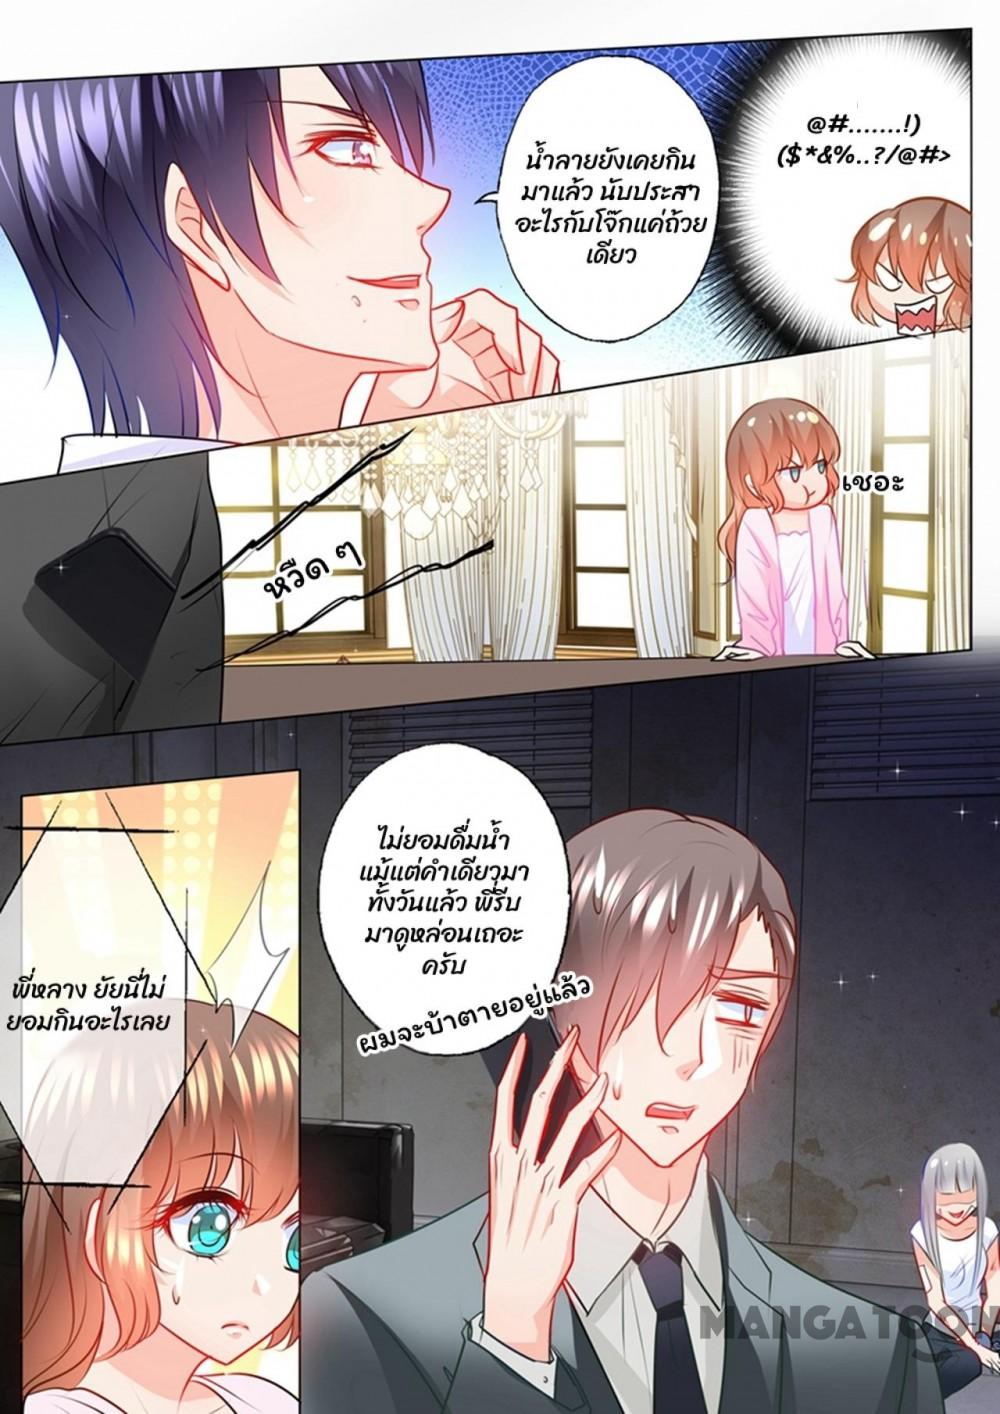 @#.......!)
($*&%..?/@#>
น้ำลายยังเคยกิน
มาแล้ว นับประสา
อะไรกับโจ๊กแค่ถ้วย
เดียว
เชอะ
หวืด ๆ
ไม่ยอมดื่มน้ำ
แม้แต่คำเดียวมา
ทั้งวันแล้ว พี่รีบ
มาดูหล่อนเถอะ
ครับ
ผมจะบ้าตายอยู่แล้ว
พี่หลาง ยัยนี่ไม่
ยอมกินอะไรเลย
MANGATOON